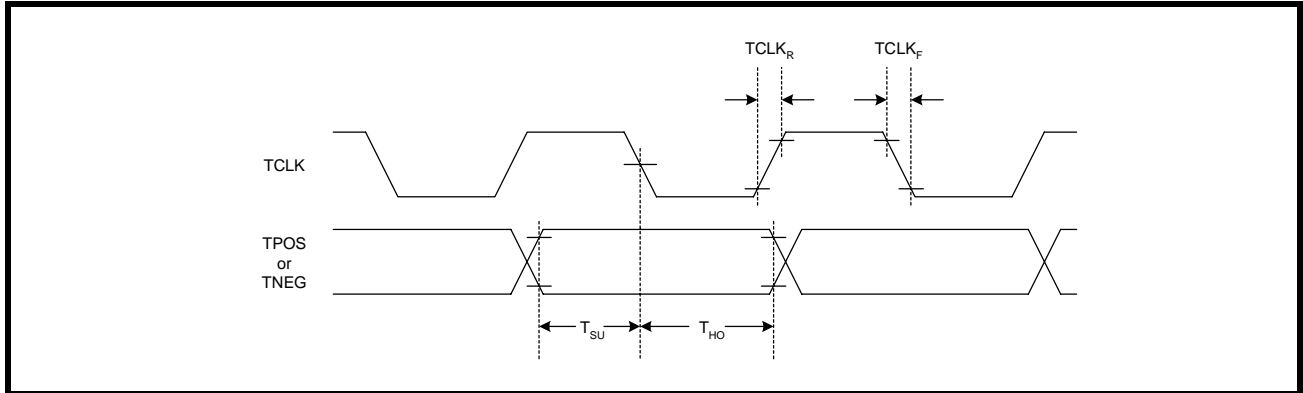 TCLK_R
TCLK_F
TCLK
TPOS
or
TNEG
T_SU
T_HO